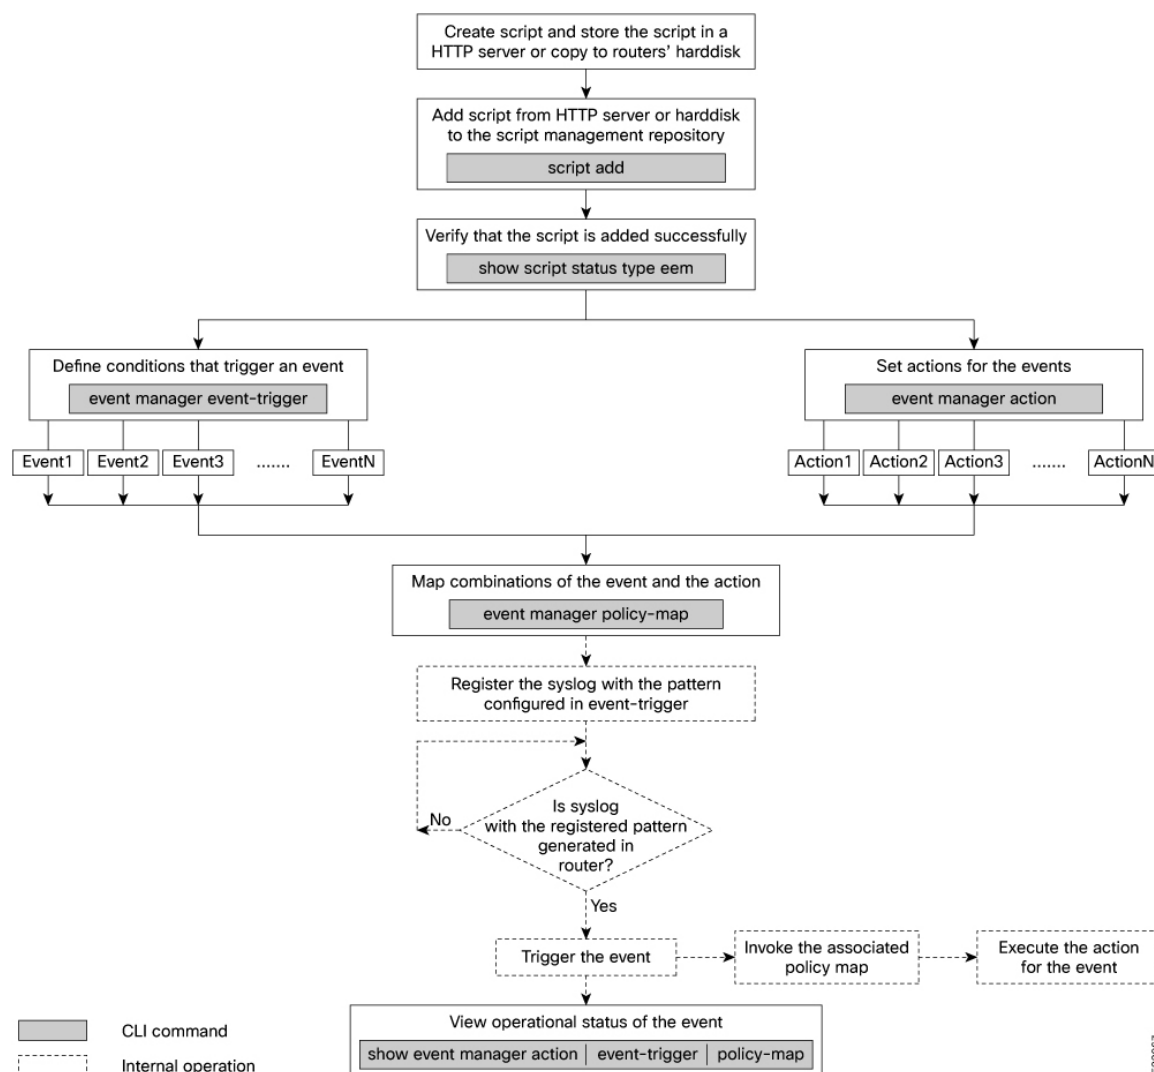 Create script and store the script in a
HTTP server or copy to routers' harddisk
Add script from HTTP server or harddisk
to the script management repository
script add
Verify that the script is added successfully
show script status type eem
Define conditions that trigger an event
event manager event-trigger
Event1 Event2 Event3 ....... EventN
Set actions for the events
event manager action
Action1 Action2 Action3 ....... ActionN
Map combinations of the event and the action
event manager policy-map
Register the syslog with the pattern
configured in event-trigger
Is syslog
with the registered pattern
generated in
router?
No
Yes
Trigger the event
Invoke the associated
policy map
Execute the action
for the event
View operational status of the event
show event manager action event-trigger policy-map
CLI command
Internal operation